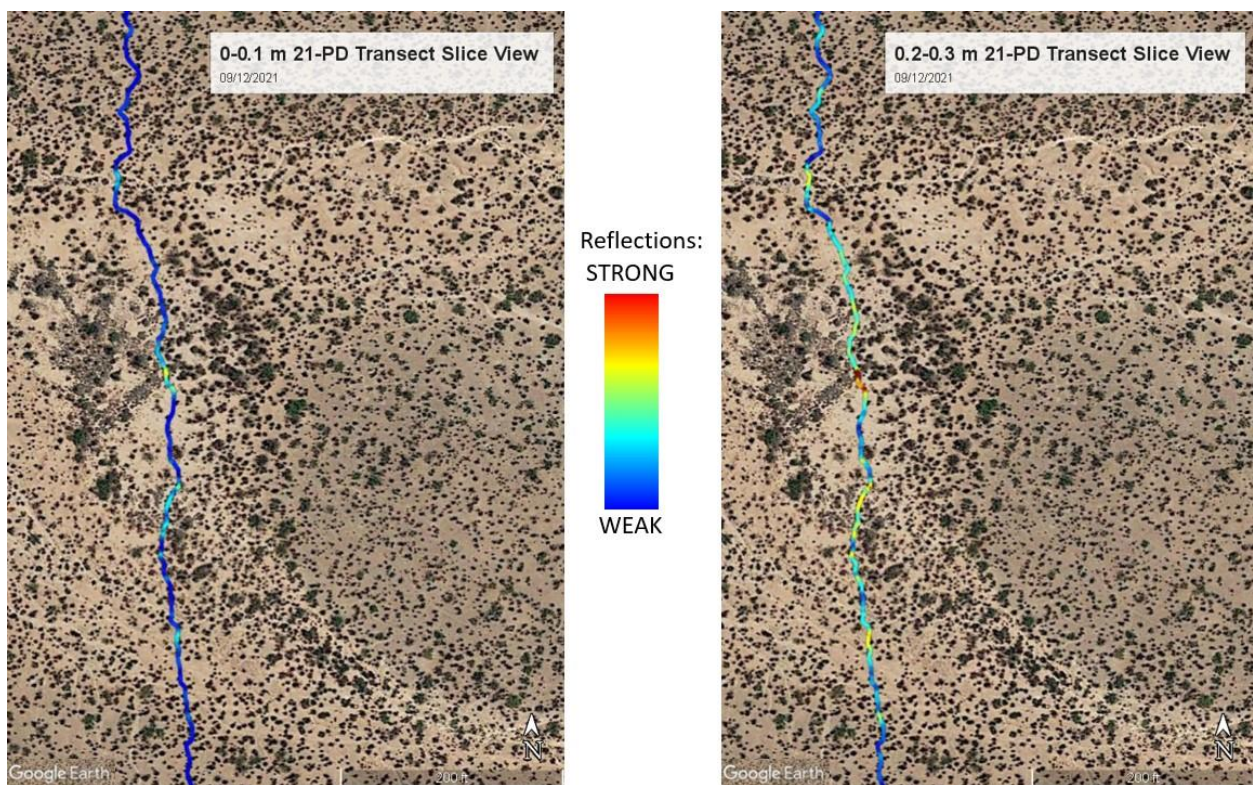 0-0.1 m 21-PD Transect Slice View
09/12/2021
N
Google Earth
200 ft
Reflections:
STRONG
WEAK
0.2-0.3 m 21-PD Transect Slice View
09/12/2021
N
Google Earth
200 ft